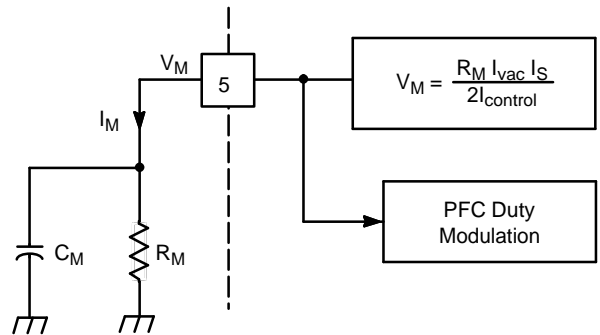 V_M
5
V_M = R_M I_vac I_S / 2I_control
I_M
PFC Duty
Modulation
C_M
R_M